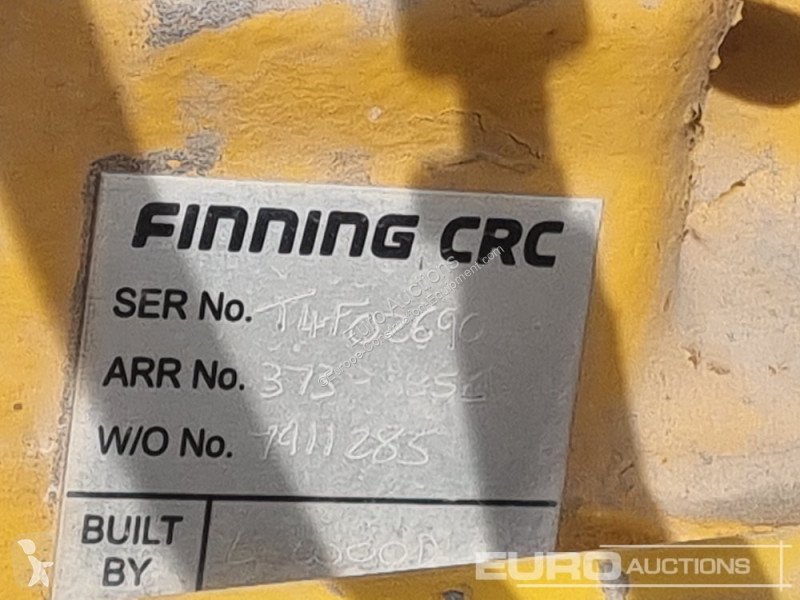 FINNING CRC
SER No. T4F02690
ARR No. 373
W/O No. 7911285
BUILT
BY
EURO AUCTIONS